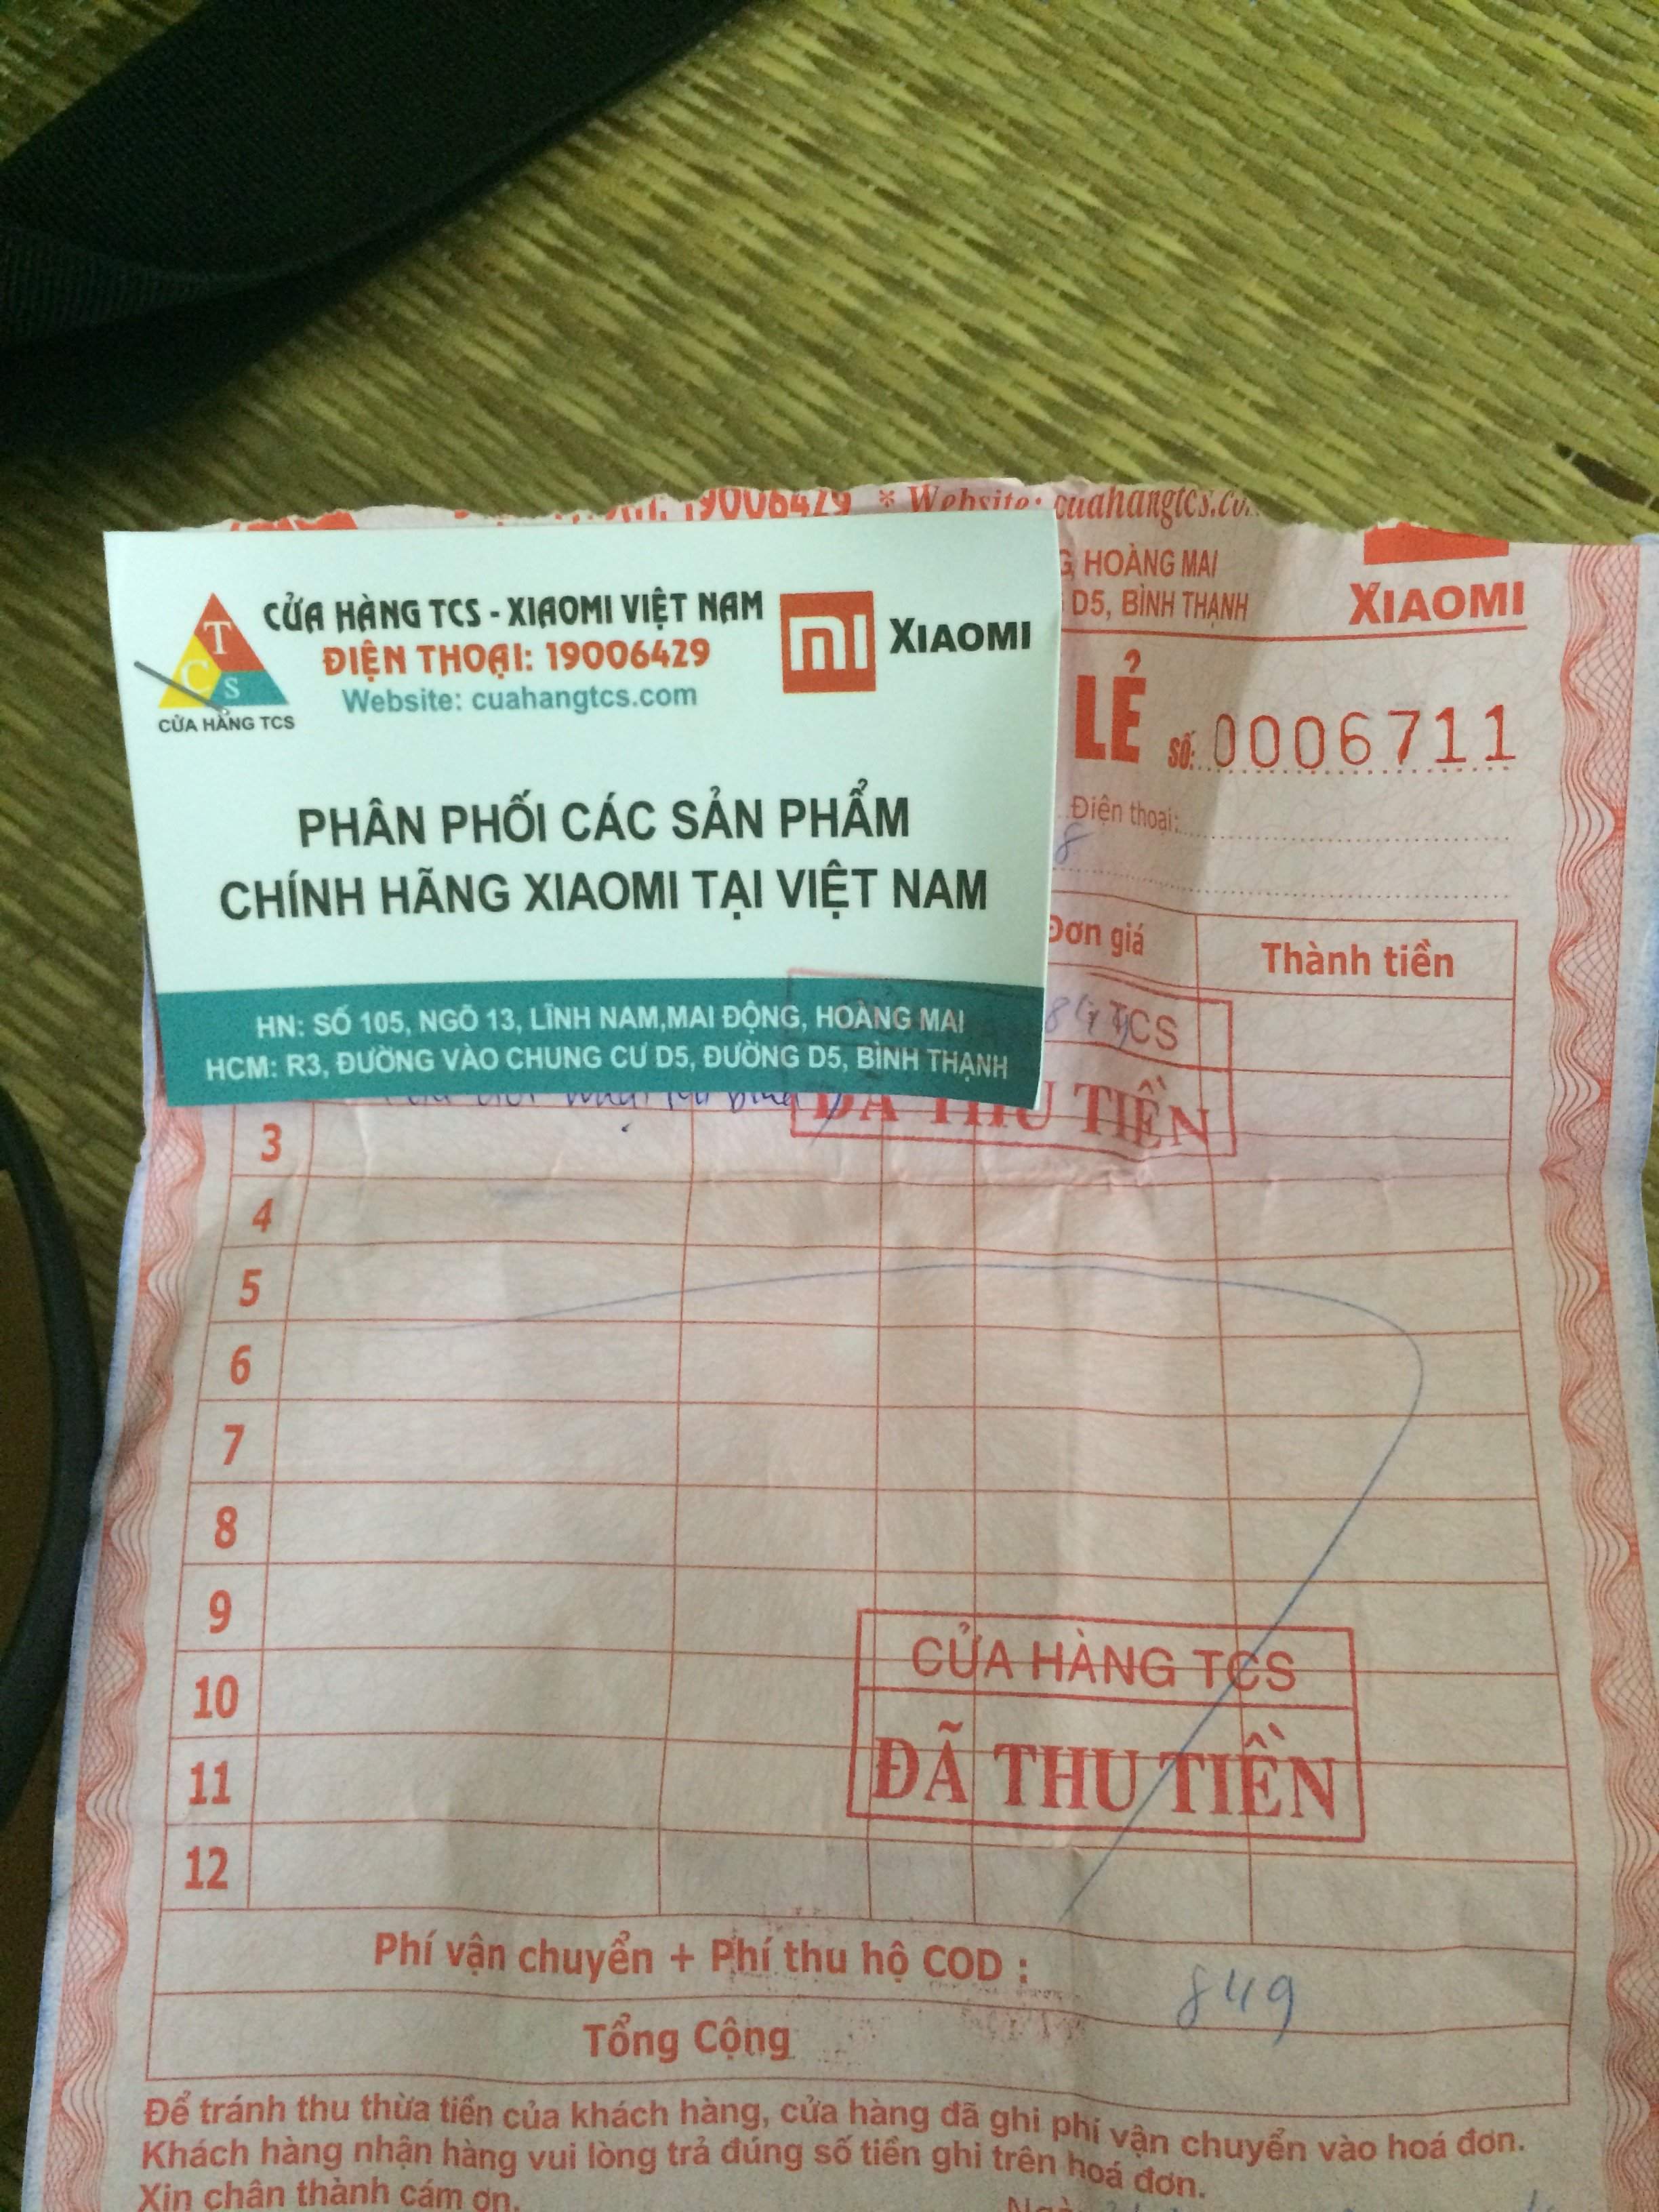 19006429 * Website: cuahangtcs.co
HOÀNG MAI
D5, BÌNH THẠNH
XIAOMI
T
C
S
CỬA HÀNG TCS
CỬA HÀNG TCS - XIAOMI VIỆT NAM
ĐIỆN THOẠI: 19006429
Website: cuahangtcs.com
XIAOMI
PHÂN PHỐI CÁC SẢN PHẨM
CHÍNH HÃNG XIAOMI TẠI VIỆT NAM
HN: SỐ 105, NGÕ 13, LĨNH NAM,MAI ĐỘNG, HOÀNG MAI
HCM: R3, ĐƯỜNG VÀO CHUNG CƯ D5, ĐƯỜNG D5, BÌNH THẠNH
LẺ Số: 0006711
Điện thoại:
8
Đơn giá Thành tiền
TCS
ĐÃ THU TIỀN
3
4
5
6
7
8
9
10
11
12
CỬA HÀNG TCS
ĐÃ THU TIỀN
Phí vận chuyển + Phí thu hộ COD :
849
Tổng Cộng
Để tránh thu thừa tiền của khách hàng, cửa hàng đã ghi phí vận chuyển vào hoá đơn.
Khách hàng nhận hàng vui lòng trả đúng số tiền ghi trên hoá đơn.
Xin chân thành cám ơn.